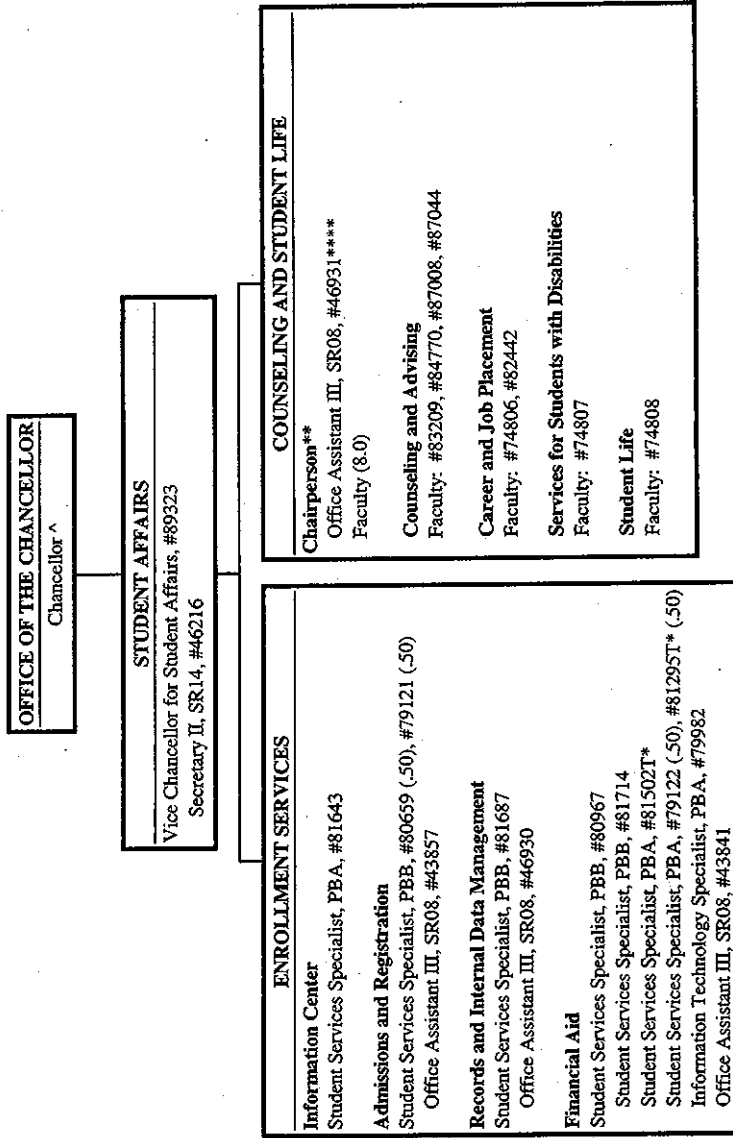 OFFICE OF THE CHANCELLOR
Chancellor ^
STUDENT AFFAIRS
Vice Chancellor for Student Affairs, #89323
Secretary II, SR14, #46216
ENROLLMENT SERVICES
Information Center
Student Services Specialist, PBA, #81643
Admissions and Registration
Student Services Specialist, PBB, #80659 (.50), #79121 (.50)
Office Assistant III, SR08, #43857
Records and Internal Data Management
Student Services Specialist, PBB, #81687
Office Assistant III, SR08, #46930
Financial Aid
Student Services Specialist, PBB, #80967
Student Services Specialist, PBB, #81714
Student Services Specialist, PBA, #81502T*
Student Services Specialist, PBA, #79122 (.50), #81295T* (.50)
Information Technology Specialist, PBA, #79982
Office Assistant III, SR08, #43841
COUNSELING AND STUDENT LIFE
Chairperson**
Office Assistant III, SR08, #46931****
Faculty (8.0)
Counseling and Advising
Faculty: #83209, #84770, #87008, #87044
Career and Job Placement
Faculty: #74806, #82442
Services for Students with Disabilities
Faculty: #74807
Student Life
Faculty: #74808